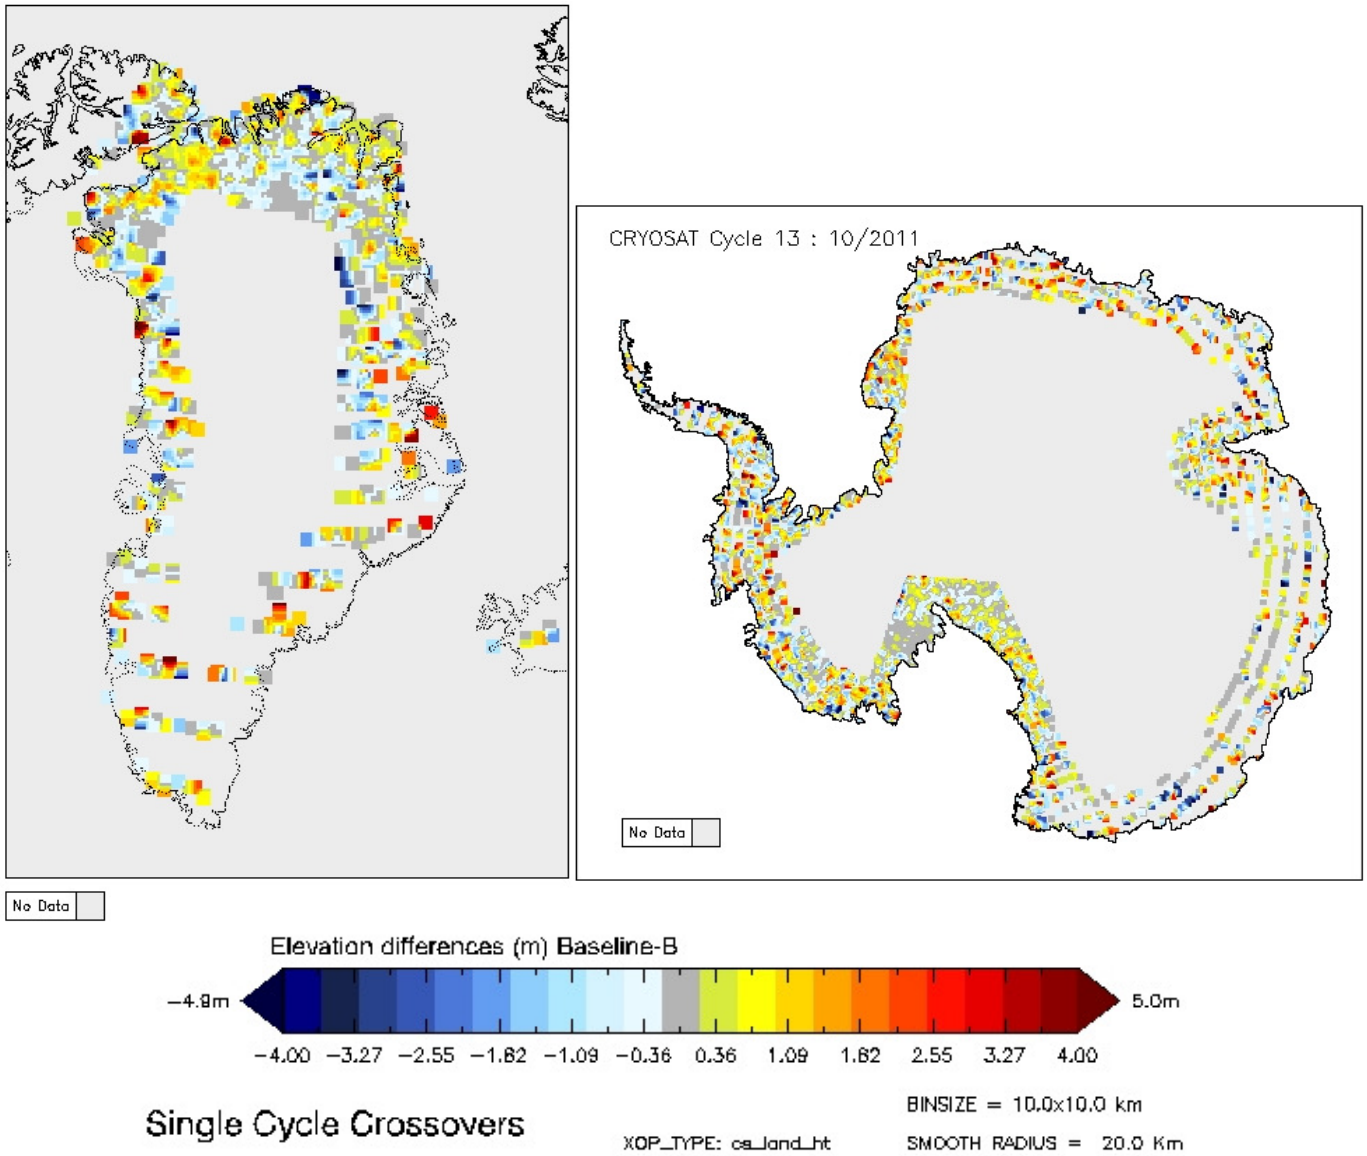 CRYOSAT Cycle 13 : 10/2011
No Data
No Data
Elevation differences (m) Baseline-B
-4.9m 5.0m
-4.00 -3.27 -2.55 -1.82 -1.09 -0.36 0.36 1.09 1.82 2.55 3.27 4.00
Single Cycle Crossovers
BINSIZE = 10.0x10.0 km
XOP_TYPE: cs_land_ht
SMOOTH RADIUS = 20.0 Km